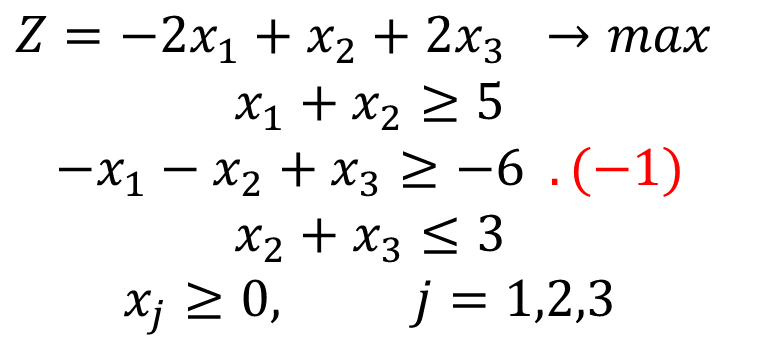 Z = −2x₁ + x₂ + 2x₃ → max
x₁ + x₂ ≥ 5
−x₁ − x₂ + x₃ ≥ −6 .(−1)
x₂ + x₃ ≤ 3
xⱼ ≥ 0, j = 1,2,3